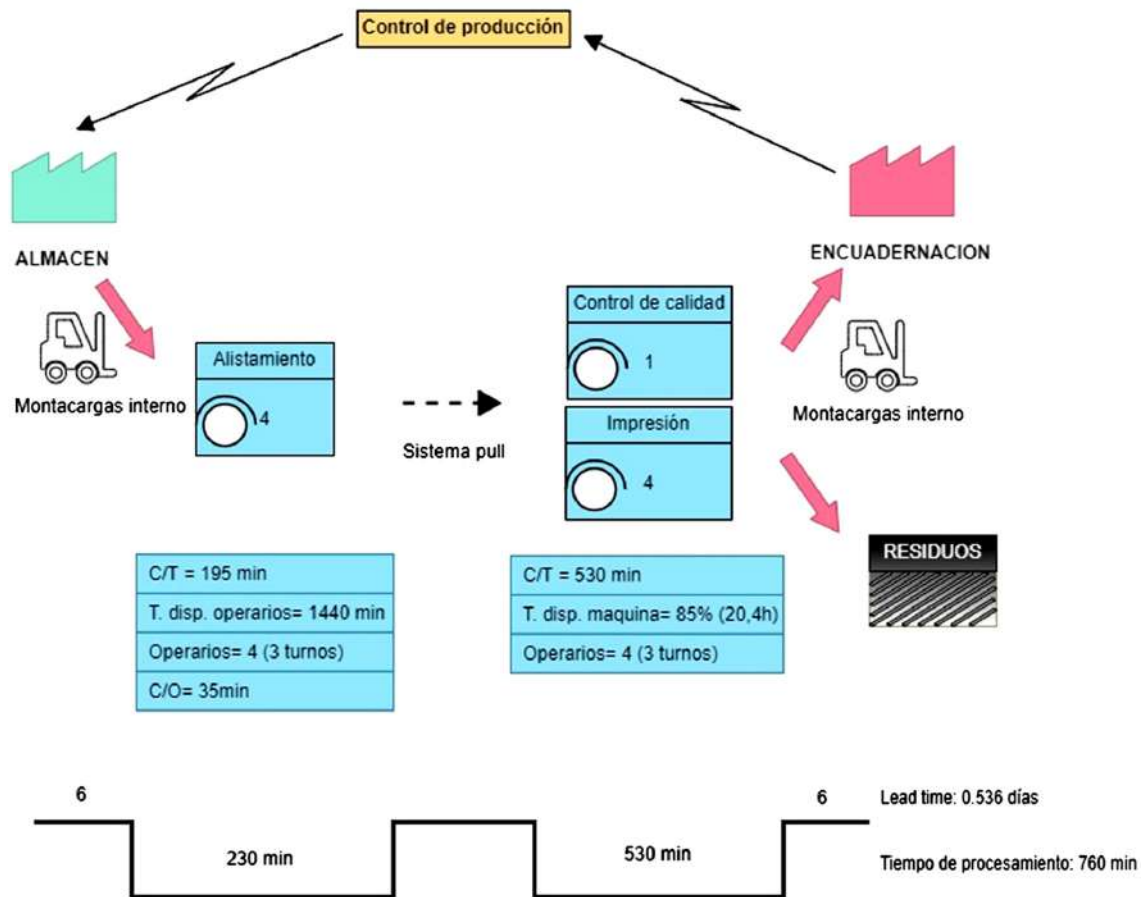 Control de producción
ALMACEN
ENCUADERNACION
Montacargas interno
Alistamiento
4
Sistema pull
Control de calidad
1
Impresión
4
Montacargas interno
RESIDUOS
C/T = 195 min
T. disp. operarios= 1440 min
Operarios= 4 (3 turnos)
C/O= 35min
C/T = 530 min
T. disp. maquina= 85% (20,4h)
Operarios= 4 (3 turnos)
6
230 min
530 min
6
Lead time: 0.536 días
Tiempo de procesamiento: 760 min